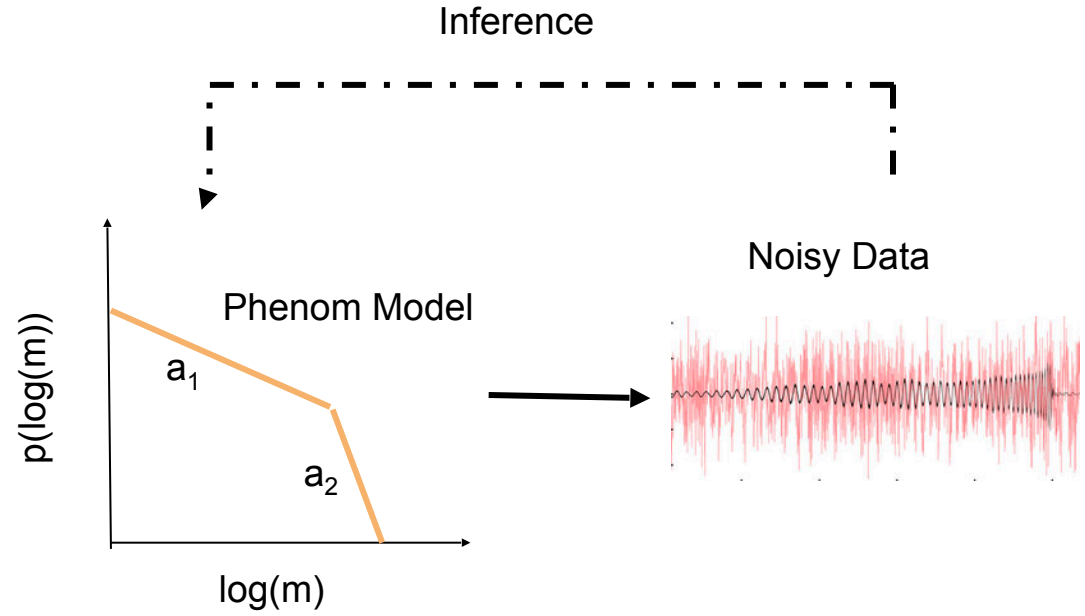 Inference
Noisy Data
Phenom Model
a₁
a₂
p(log(m))
log(m)